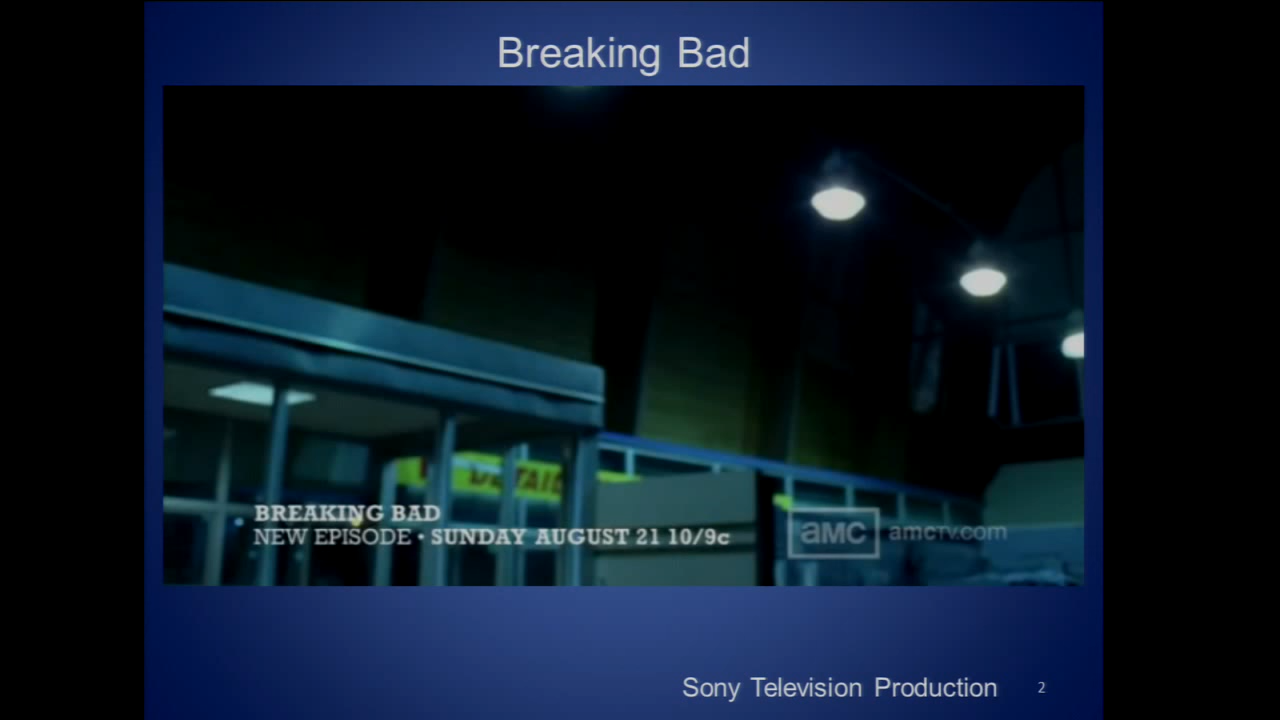 Breaking Bad
BREAKING BAD
NEW EPISODE • SUNDAY AUGUST 21 10/9c
aMC amctv.com
Sony Television Production 2